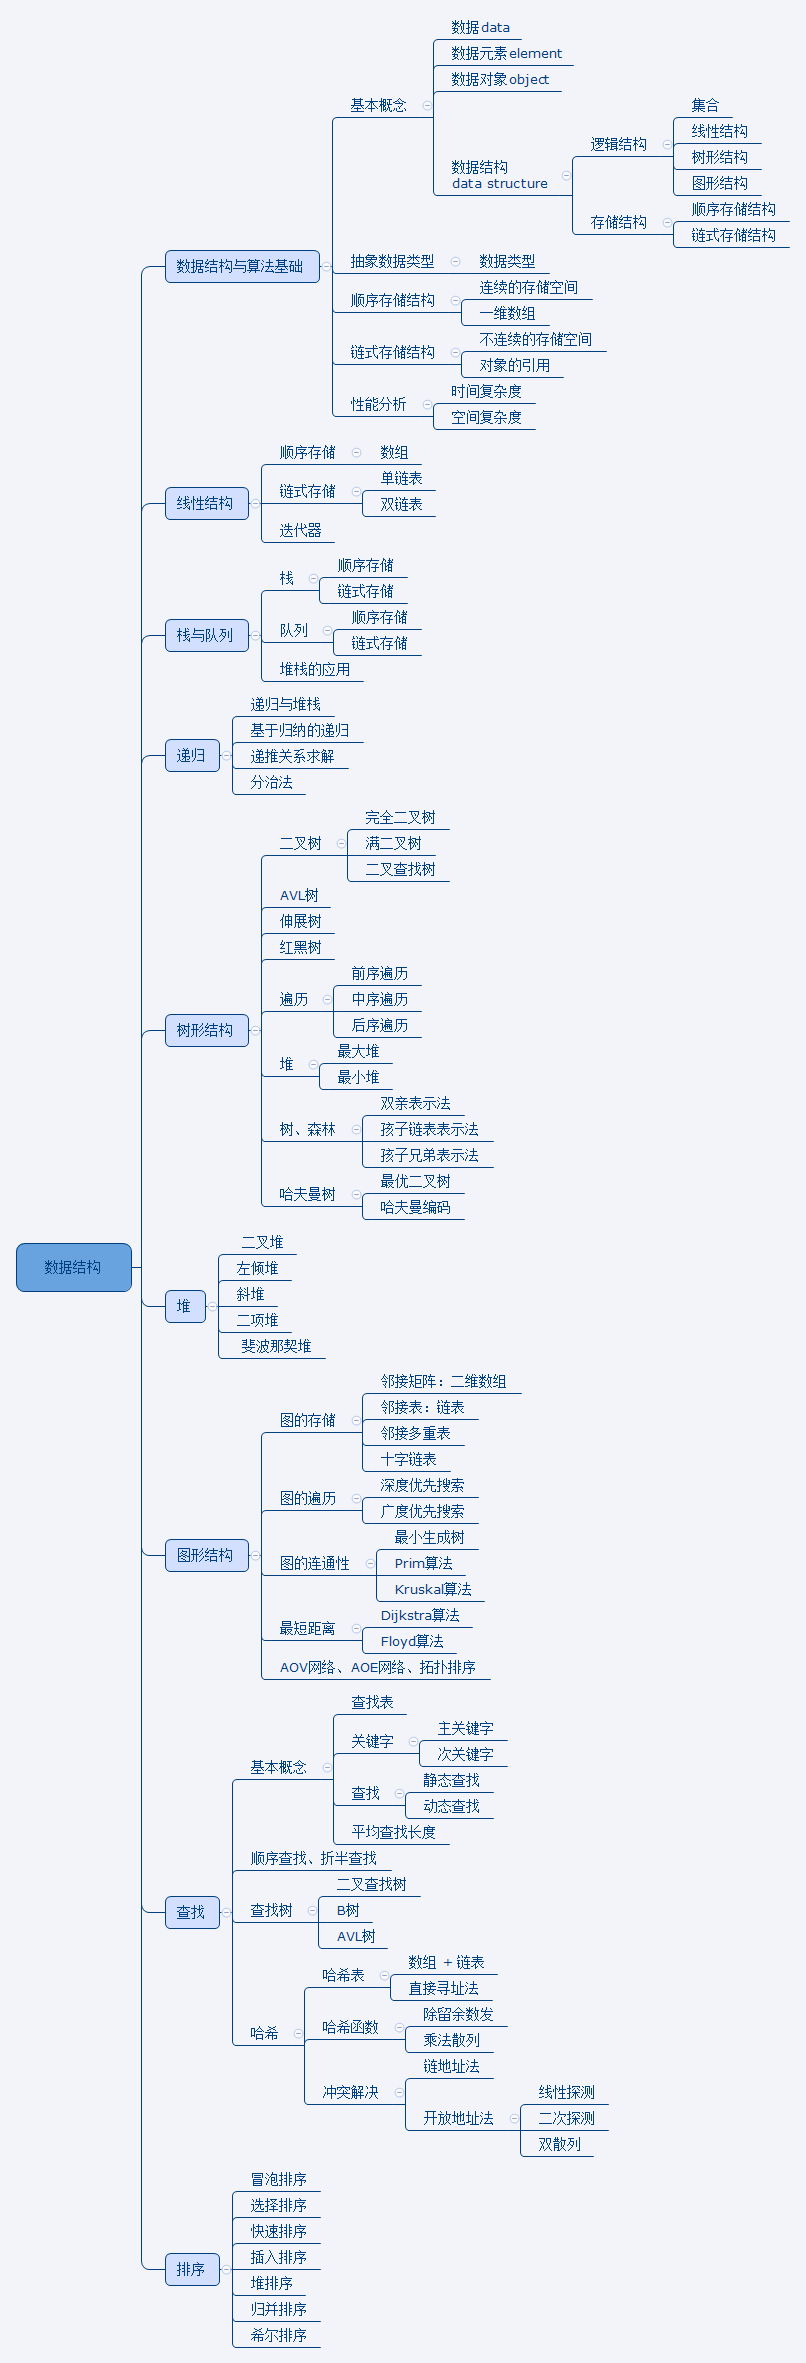 数据结构
数据结构与算法基础
基本概念
数据 data
数据元素 element
数据对象 object
数据结构
data structure
逻辑结构
集合
线性结构
树形结构
图形结构
存储结构
顺序存储结构
链式存储结构
抽象数据类型
数据类型
顺序存储结构
连续的存储空间
一维数组
链式存储结构
不连续的存储空间
对象的引用
性能分析
时间复杂度
空间复杂度
线性结构
顺序存储
数组
链式存储
单链表
双链表
迭代器
栈与队列
栈
顺序存储
链式存储
队列
顺序存储
链式存储
堆栈的应用
递归
递归与堆栈
基于归纳的递归
递推关系求解
分治法
树形结构
二叉树
完全二叉树
满二叉树
二叉查找树
AVL树
伸展树
红黑树
遍历
前序遍历
中序遍历
后序遍历
堆
最大堆
最小堆
树、森林
双亲表示法
孩子链表表示法
孩子兄弟表示法
哈夫曼树
最优二叉树
哈夫曼编码
堆
二叉堆
左倾堆
斜堆
二项堆
斐波那契堆
图形结构
图的存储
邻接矩阵：二维数组
邻接表：链表
邻接多重表
十字链表
图的遍历
深度优先搜索
广度优先搜索
图的连通性
最小生成树
Prim算法
Kruskal算法
最短距离
Dijkstra算法
Floyd算法
AOV网络、AOE网络、拓扑排序
查找
基本概念
查找表
关键字
主关键字
次关键字
查找
静态查找
动态查找
平均查找长度
顺序查找、折半查找
查找树
二叉查找树
B树
AVL树
哈希
哈希表
数组 + 链表
直接寻址法
哈希函数
除留余数发
乘法散列
冲突解决
链地址法
开放地址法
线性探测
二次探测
双散列
排序
冒泡排序
选择排序
快速排序
插入排序
堆排序
归并排序
希尔排序